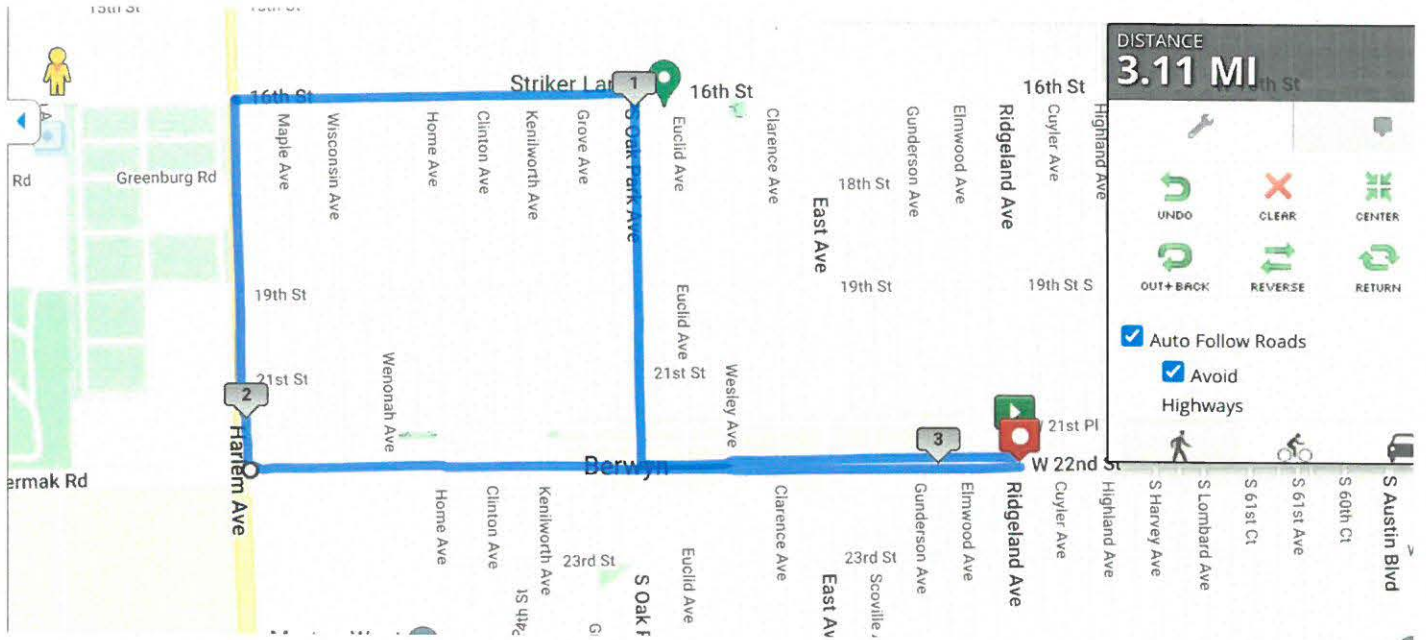 15th St
DISTANCE
3.11 MI
16th St
Striker
1
16th St
16th St
Maple Ave
Wisconsin Ave
Home Ave
Clinton Ave
Kenilworth Ave
Grove Ave
S Oak Park Ave
Euclid Ave
Clarence Ave
Gunderson Ave
Elmwood Ave
Ridgeland Ave
Cuyler Ave
Highland Ave
Rd
Greenburg Rd
18th St
East Ave
UNDO
CLEAR
CENTER
19th St
Euclid Ave
19th St
19th St S
OUT+BACK
REVERSE
RETURN
Auto Follow Roads
Avoid
Highways
21st St
Wenonah Ave
21st St
Wesley Ave
2
21st Pl
3
Harlem Ave
Berwyn
W 22nd St
ermak Rd
Home Ave
Clinton Ave
Kenilworth Ave
Clarence Ave
Gunderson Ave
Elmwood Ave
Ridgeland Ave
Cuyler Ave
Highland Ave
S Harvey Ave
S Lombard Ave
S 61st Ct
S 61st Ave
S 60th Ct
S Austin Blvd
23rd St
S Oak
Euclid Ave
23rd St
East Av
Scoville